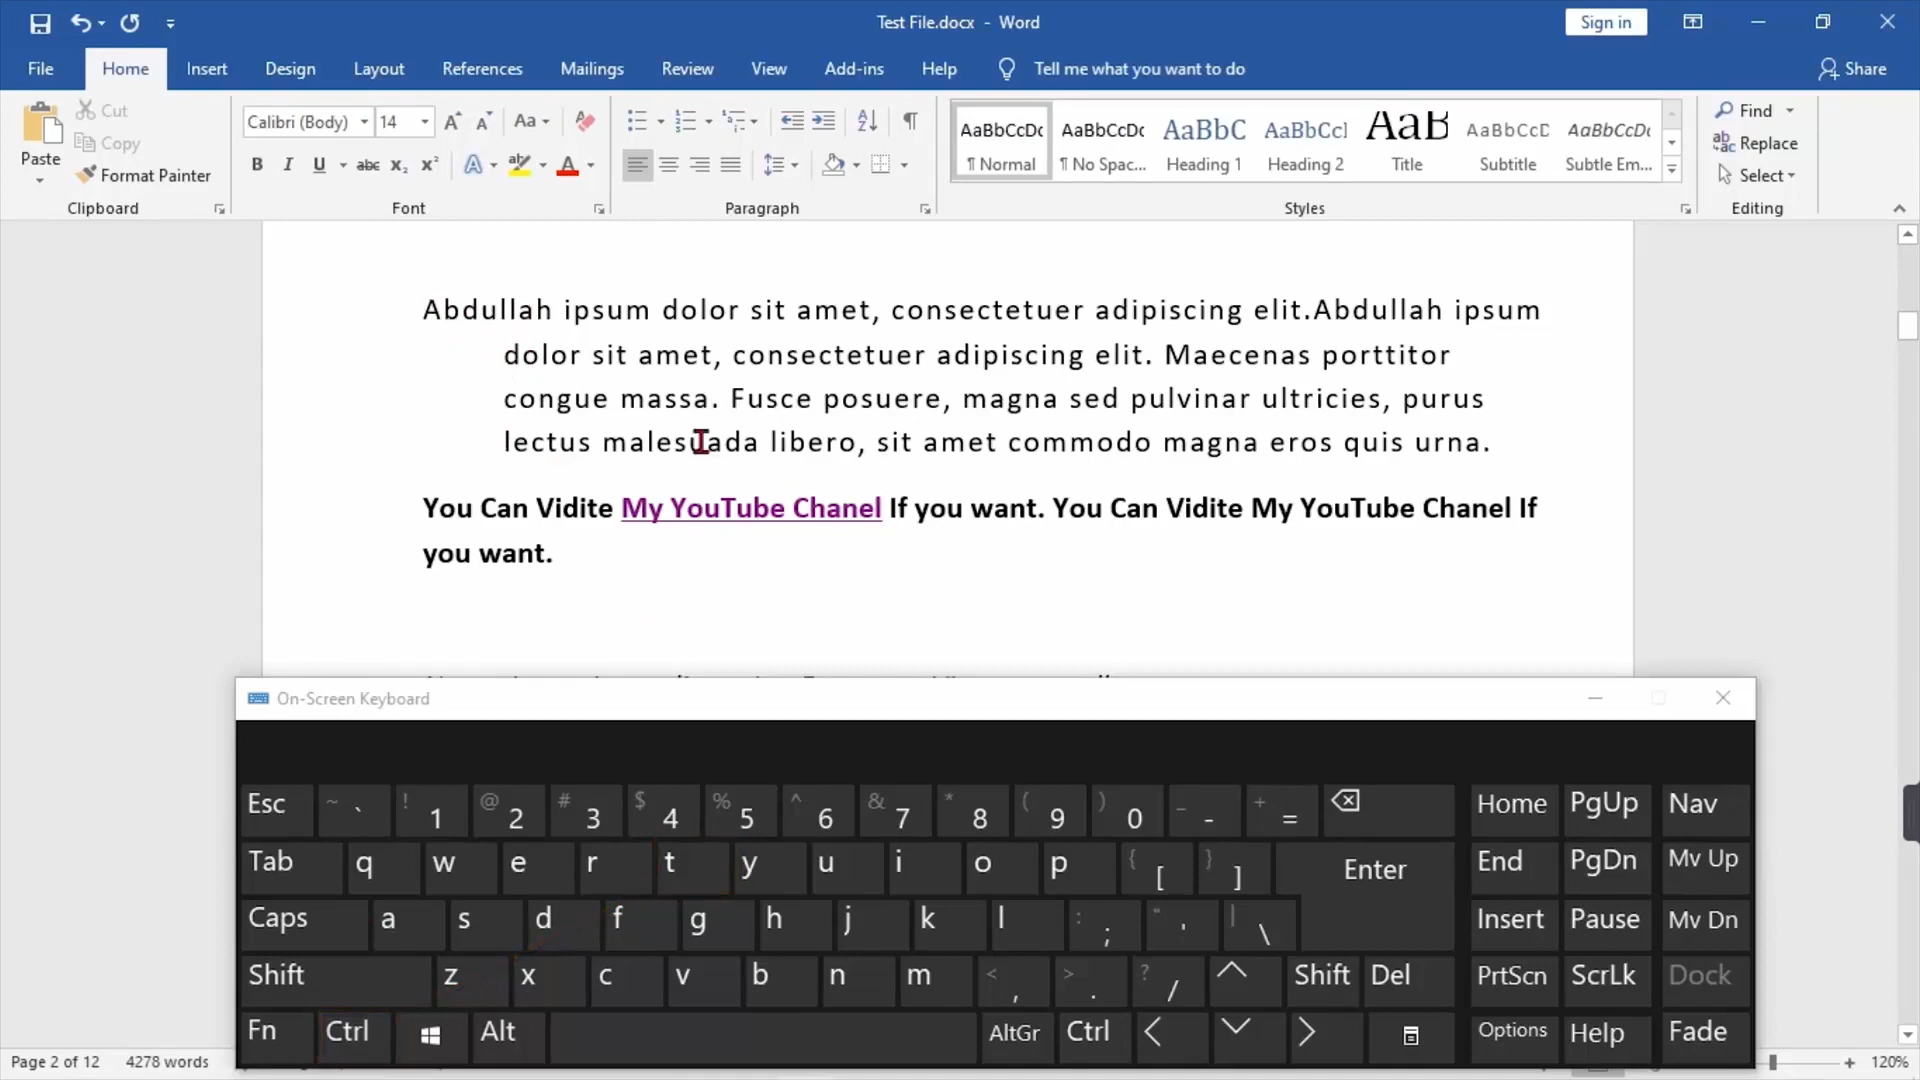 Test File.docx - Word
Sign in
File Home Insert Design Layout References Mailings Review View Add-ins Help Tell me what you want to do Share
Paste
Cut
Copy
Format Painter
Clipboard
Calibri (Body) 14
Font
Paragraph
AaBbCcDc AaBbCcDc AaBbC AaBbCcl AaB AaBbCcD AaBbCcDc
¶ Normal ¶ No Spac... Heading 1 Heading 2 Title Subtitle Subtle Em...
Styles
Find
Replace
Select
Editing
Abdullah ipsum dolor sit amet, consectetuer adipiscing elit.Abdullah ipsum
dolor sit amet, consectetuer adipiscing elit. Maecenas porttitor
congue massa. Fusce posuere, magna sed pulvinar ultricies, purus
lectus malesuada libero, sit amet commodo magna eros quis urna.
You Can Vidite My YouTube Chanel If you want. You Can Vidite My YouTube Chanel If
you want.
On-Screen Keyboard
Esc ~ ` ! 1 @ 2 # 3 $ 4 % 5 ^ 6 & 7 * 8 ( 9 ) 0 _ - + = Home PgUp Nav
Tab q w e r t y u i o p { [ } ] Enter End PgDn Mv Up
Caps a s d f g h j k l : ; " ' | \ Insert Pause Mv Dn
Shift z x c v b n m < , > . ? / Shift Del PrtScn ScrLk Dock
Fn Ctrl Alt AltGr Ctrl Options Help Fade
Page 2 of 12 4278 words 120%